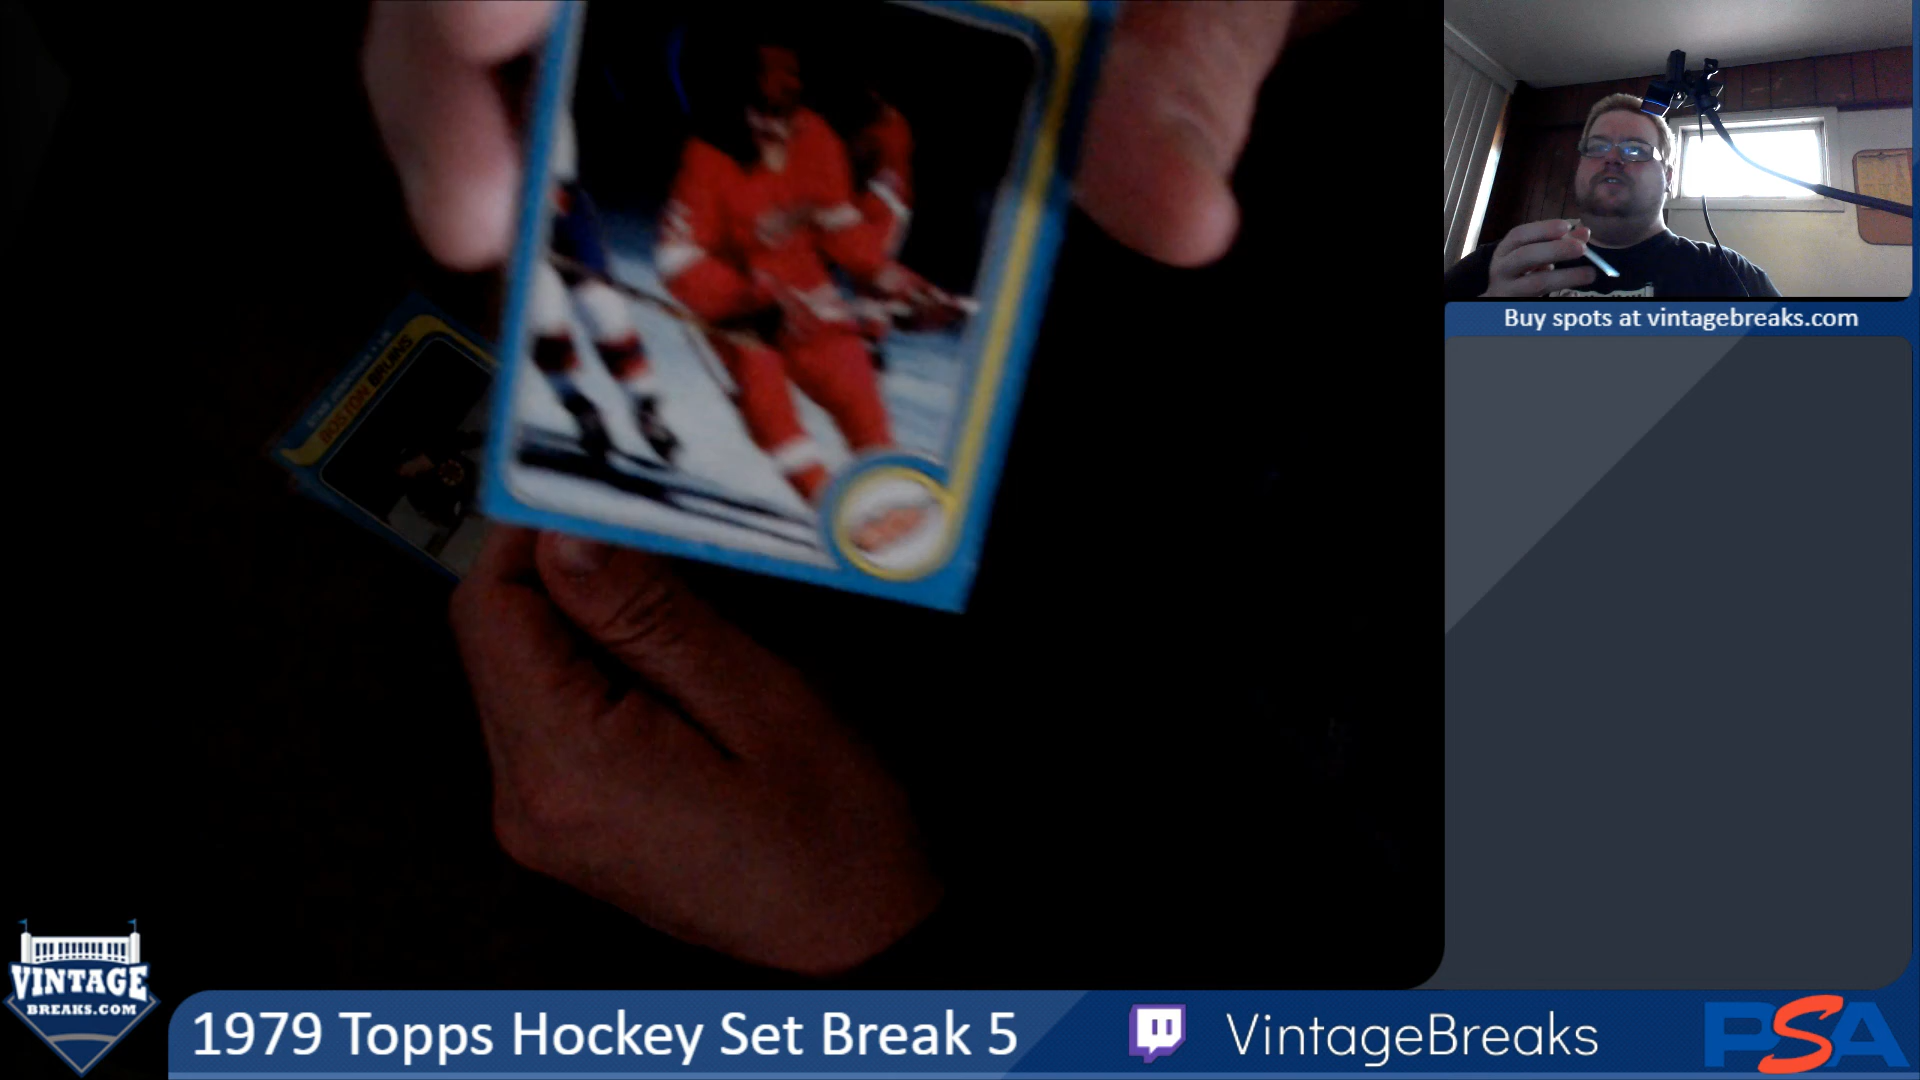 BOSTON BRUINS
Buy spots at vintagebreaks.com
VINTAGE
BREAKS.COM
1979 Topps Hockey Set Break 5
VintageBreaks
PSA